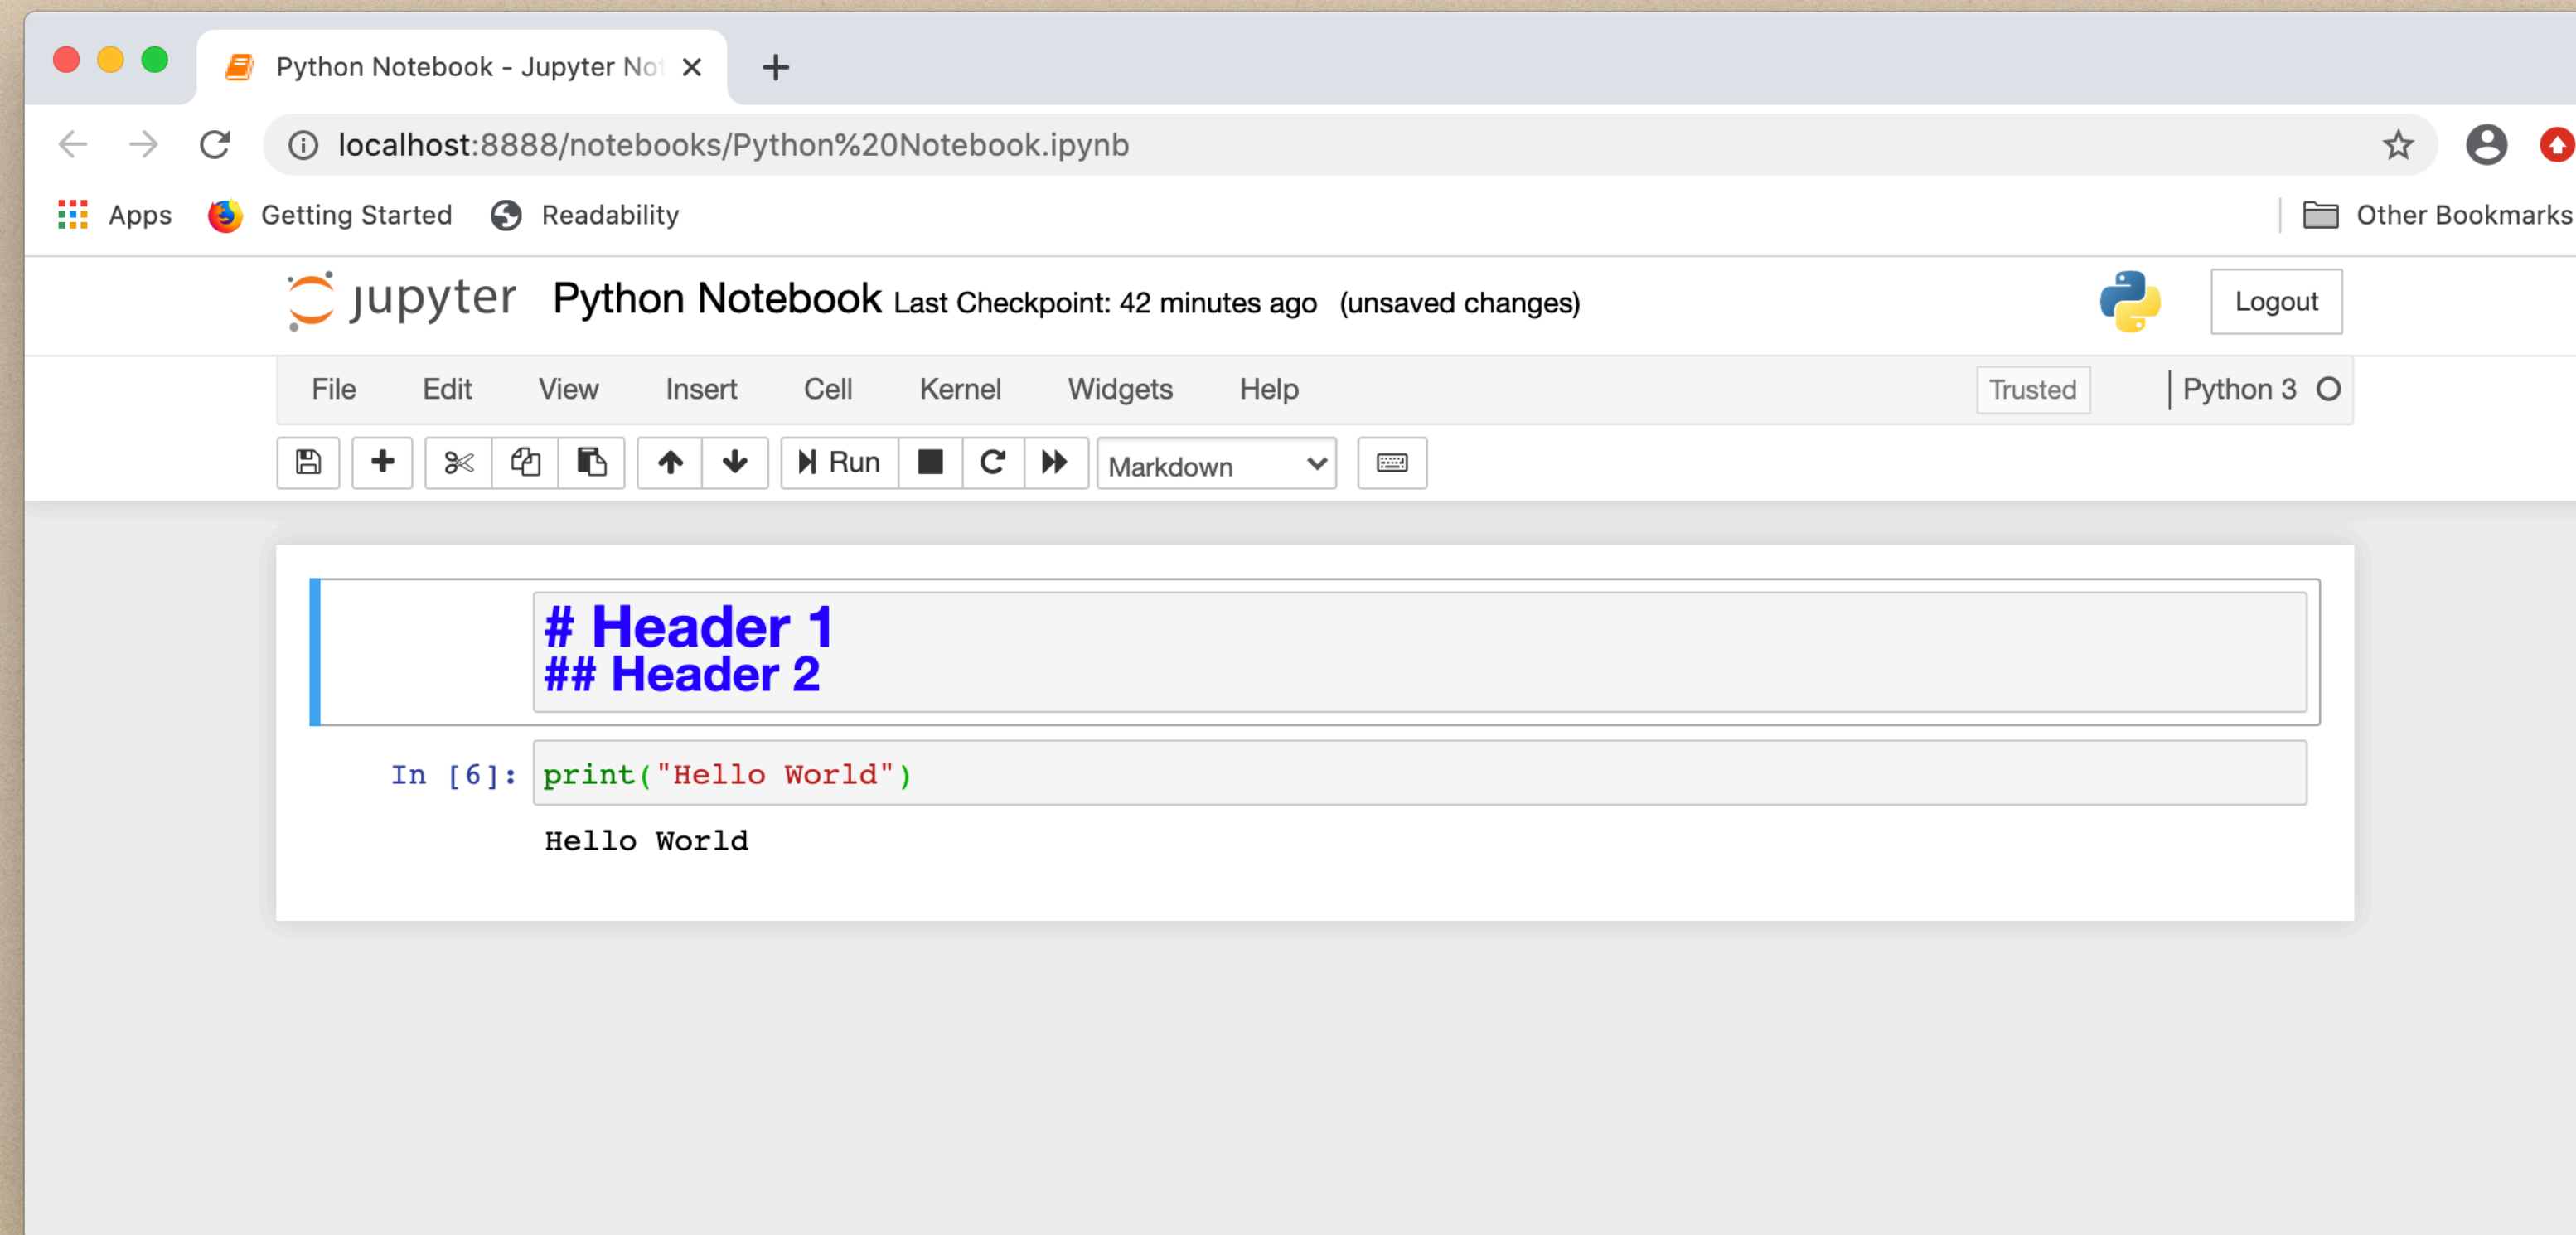 Python Notebook - Jupyter Not
localhost:8888/notebooks/Python%20Notebook.ipynb
Apps Getting Started Readability Other Bookmarks
jupyter Python Notebook Last Checkpoint: 42 minutes ago (unsaved changes) Logout
File Edit View Insert Cell Kernel Widgets Help Trusted Python 3
Run Markdown
# Header 1
## Header 2
In [6]: print("Hello World")
Hello World